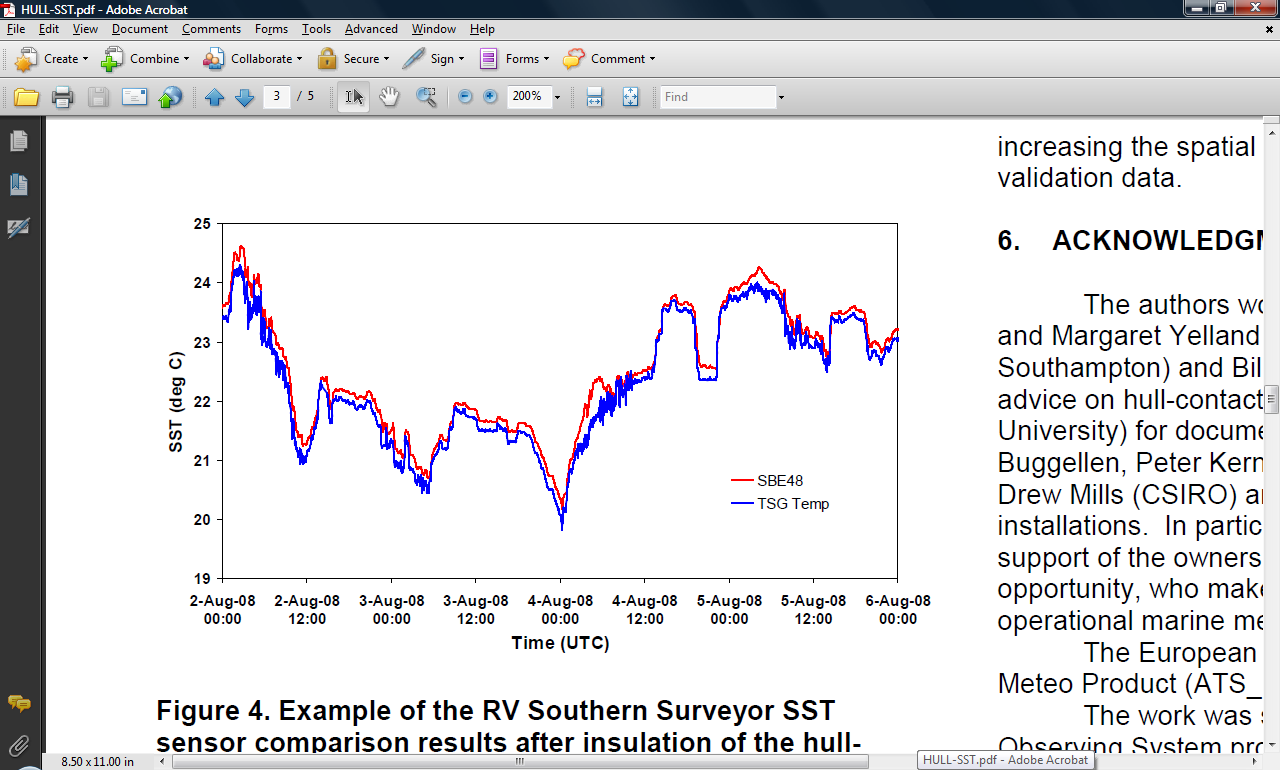 HULL-SST.pdf - Adobe Acrobat
File Edit View Document Comments Forms Tools Advanced Window Help
Create Combine Collaborate Secure Sign Forms Comment
3 / 5 200% Find
increasing the spatial
validation data.
6. ACKNOWLEDGM
The authors wo
and Margaret Yelland
Southampton) and Bil
advice on hull-contact
University) for docume
Buggellen, Peter Kern
Drew Mills (CSIRO) a
installations. In partic
support of the owners
opportunity, who make
operational marine me
The European
Meteo Product (ATS_
The work was s
Observing System pro
25
24
23
22
21
20
19
SST (deg C)
SBE48
TSG Temp
2-Aug-08 2-Aug-08 3-Aug-08 3-Aug-08 4-Aug-08 4-Aug-08 5-Aug-08 5-Aug-08 6-Aug-08
00:00 12:00 00:00 12:00 00:00 12:00 00:00 12:00 00:00
Time (UTC)
Figure 4. Example of the RV Southern Surveyor SST
sensor comparison results after insulation of the hull-
8.50 x 11.00 in
HULL-SST.pdf - Adobe Acrobat